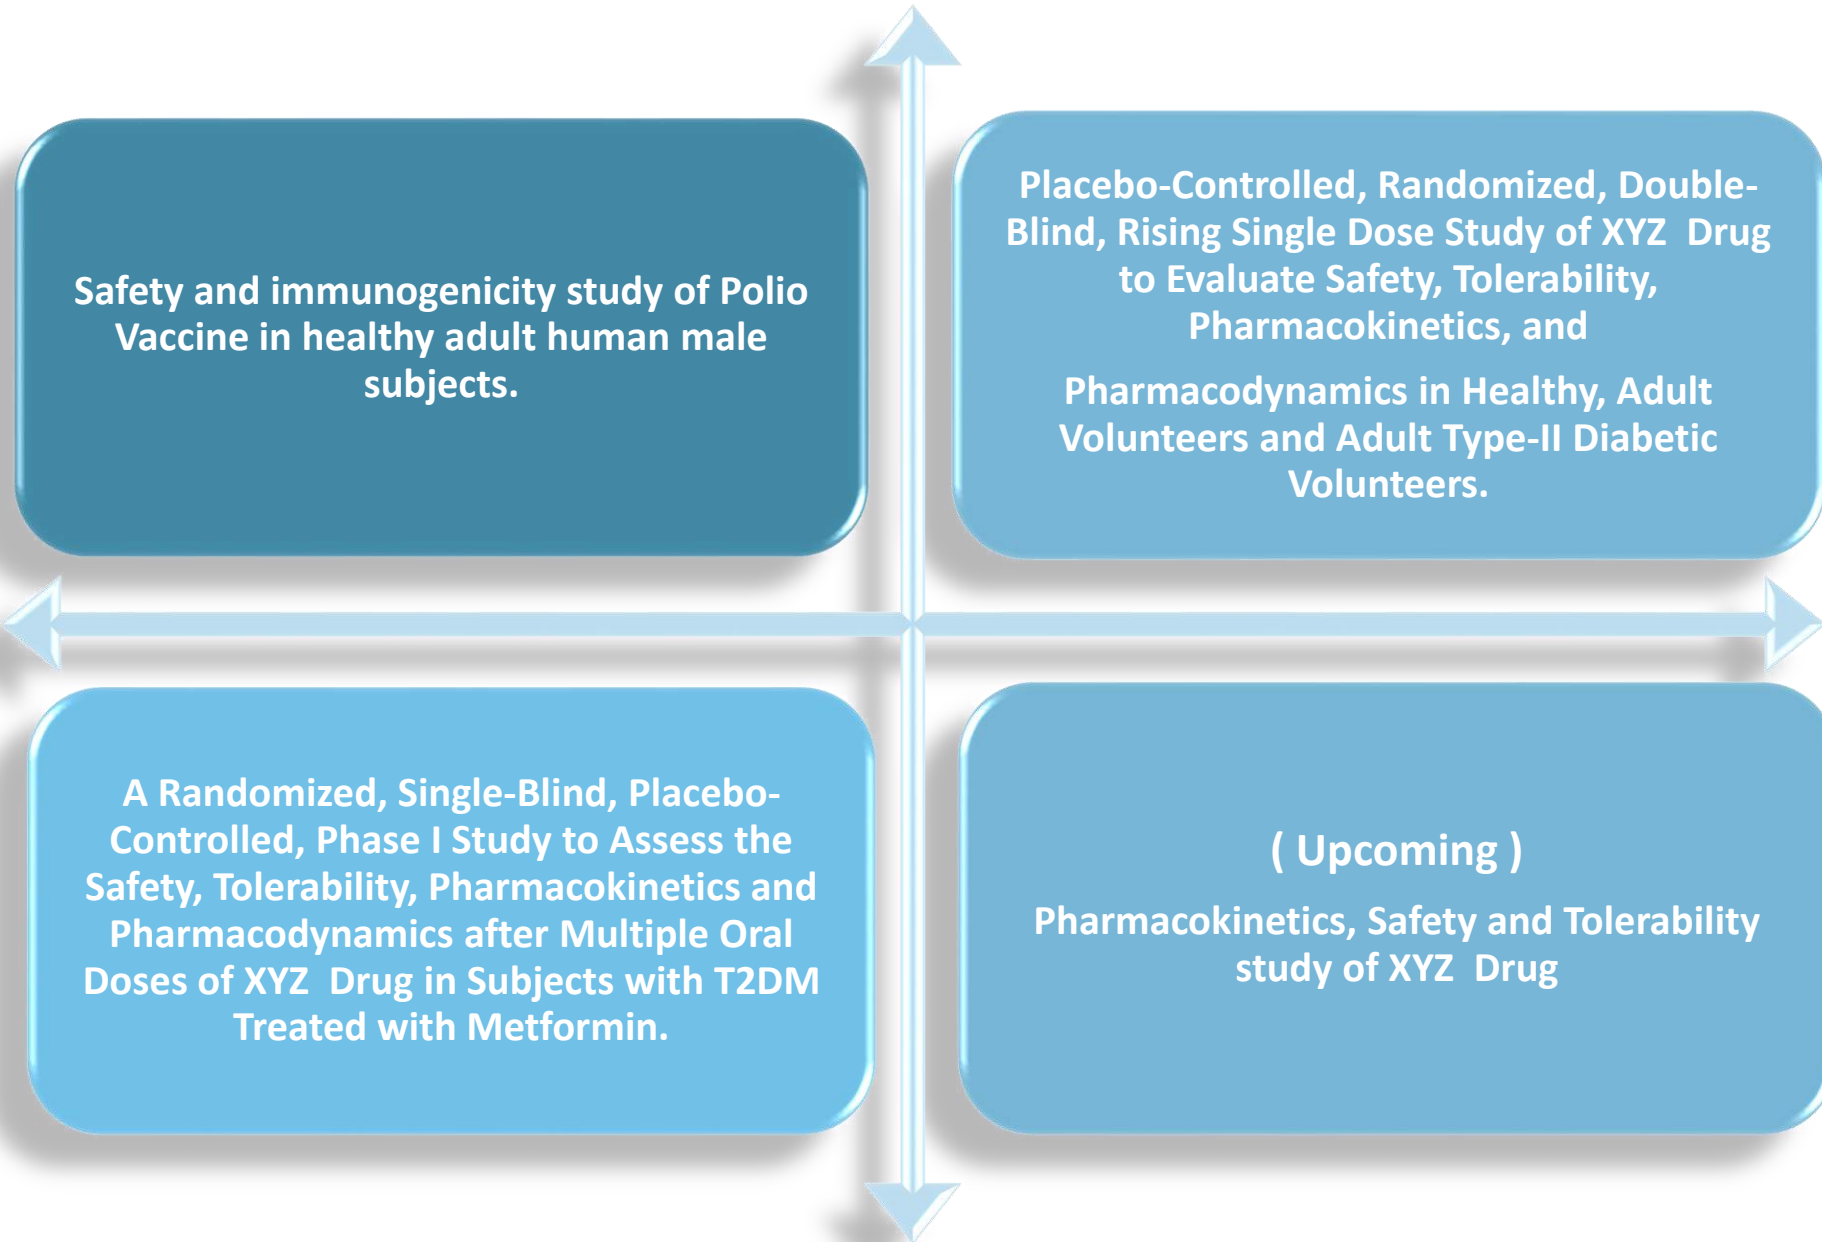 Safety and immunogenicity study of Polio
Vaccine in healthy adult human male
subjects.
Placebo-Controlled, Randomized, Double-
Blind, Rising Single Dose Study of XYZ  Drug
to Evaluate Safety, Tolerability,
Pharmacokinetics, and
Pharmacodynamics in Healthy, Adult
Volunteers and Adult Type-II Diabetic
Volunteers.
A Randomized, Single-Blind, Placebo-
Controlled, Phase I Study to Assess the
Safety, Tolerability, Pharmacokinetics and
Pharmacodynamics after Multiple Oral
Doses of XYZ  Drug in Subjects with T2DM
Treated with Metformin.
( Upcoming )
Pharmacokinetics, Safety and Tolerability
study of XYZ  Drug